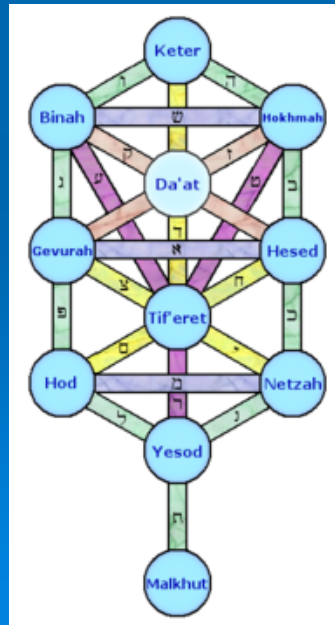 Keter
ו ה
Binah ש Hokhmah
ק ז
ג ע ט ב
Da'at
ד
Gevurah א Hesed
צ ח
פ כ
Tif'eret
ס י
Hod מ Netzah
ר
ל נ
Yesod
ת
Malkhut